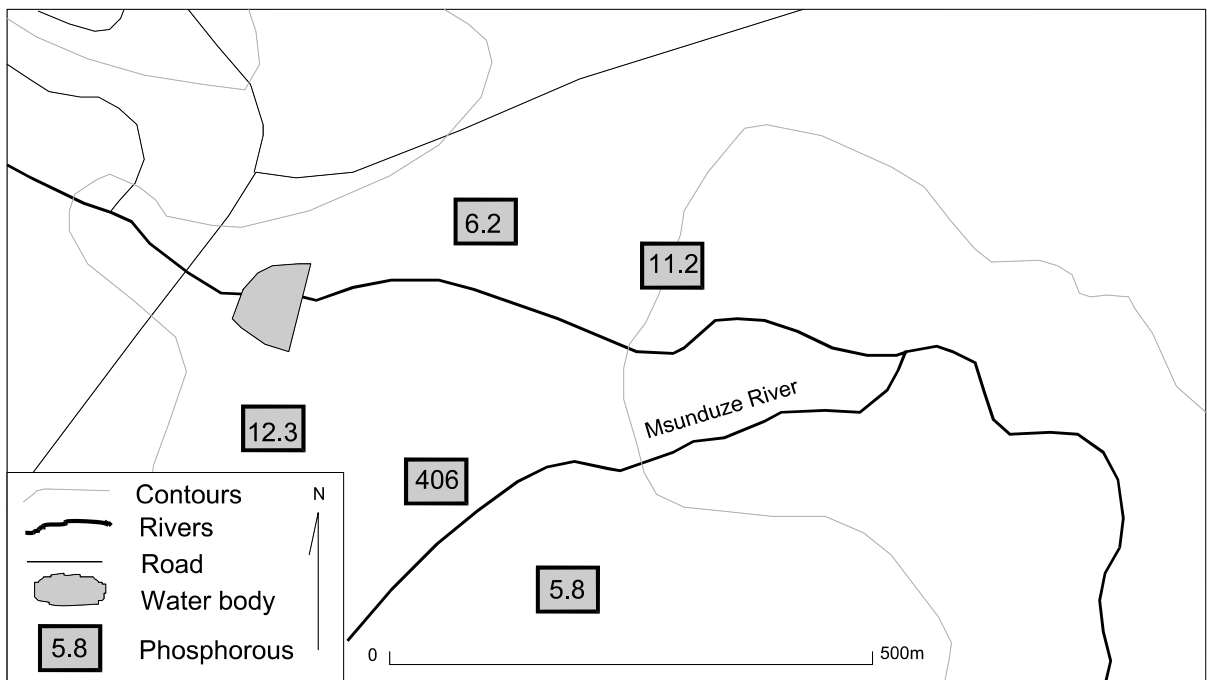 6.2
11.2
Msunduze River
12.3
406
5.8
Contours
N
Rivers
Road
Water body
5.8 Phosphorous
0 500m